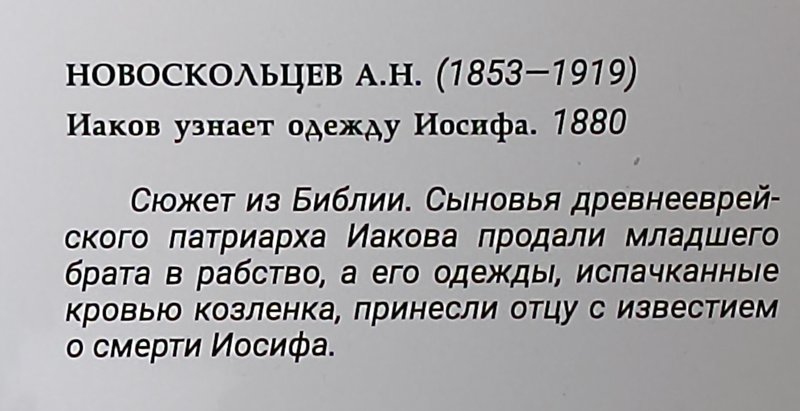 НОВОСКОЛЬЦЕВ А.Н. (1853—1919)
Иаков узнает одежду Иосифа. 1880
Сюжет из Библии. Сыновья древнееврей-
ского патриарха Иакова продали младшего
брата в рабство, а его одежды, испачканные
кровью козленка, принесли отцу с известием
о смерти Иосифа.